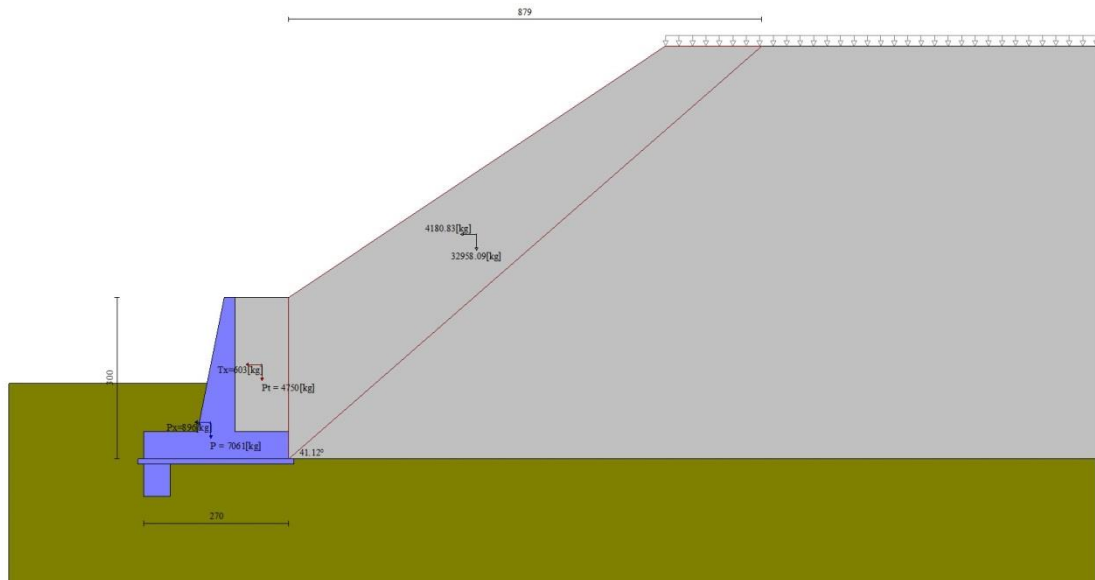 879
4180.83[kg]
32958.09[kg]
300
Tx=603[kg]
Pt = 4750[kg]
Px=896[kg]
P = 7061[kg]
41.12°
270